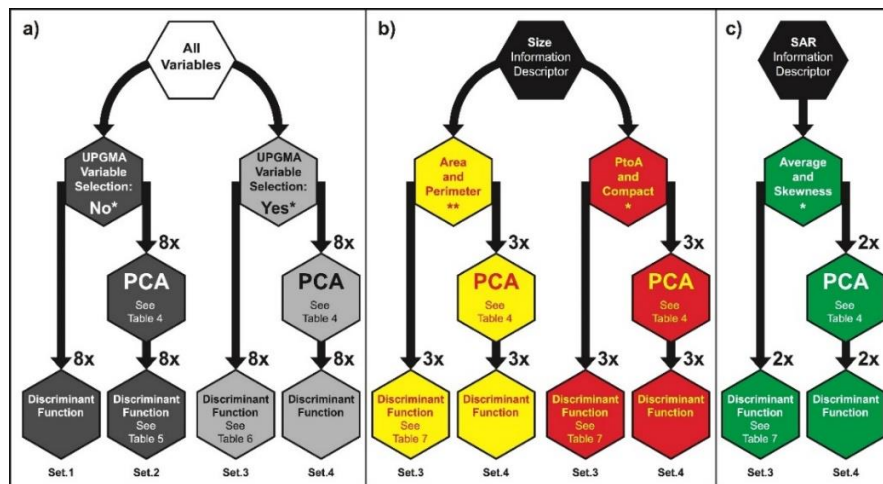 a)
All
Variables
UPGMA
Variable
Selection:
No*
UPGMA
Variable
Selection:
Yes*
8x
8x
PCA
See
Table 4
PCA
See
Table 4
8x
8x
8x
8x
Discriminant
Function
Discriminant
Function
See
Table 5
Discriminant
Function
See
Table 6
Discriminant
Function
Set.1
Set.2
Set.3
Set.4
b)
Size
Information
Descriptor
Area
and
Perimeter
**
PtoA
and
Compact
*
3x
3x
PCA
See
Table 4
PCA
See
Table 4
3x
3x
3x
3x
Discriminant
Function
See
Table 7
Discriminant
Function
Discriminant
Function
See
Table 7
Discriminant
Function
Set.3
Set.4
Set.3
Set.4
c)
SAR
Information
Descriptor
Average
and
Skewness
*
2x
PCA
See
Table 4
2x
2x
Discriminant
Function
See
Table 7
Discriminant
Function
Set.3
Set.4